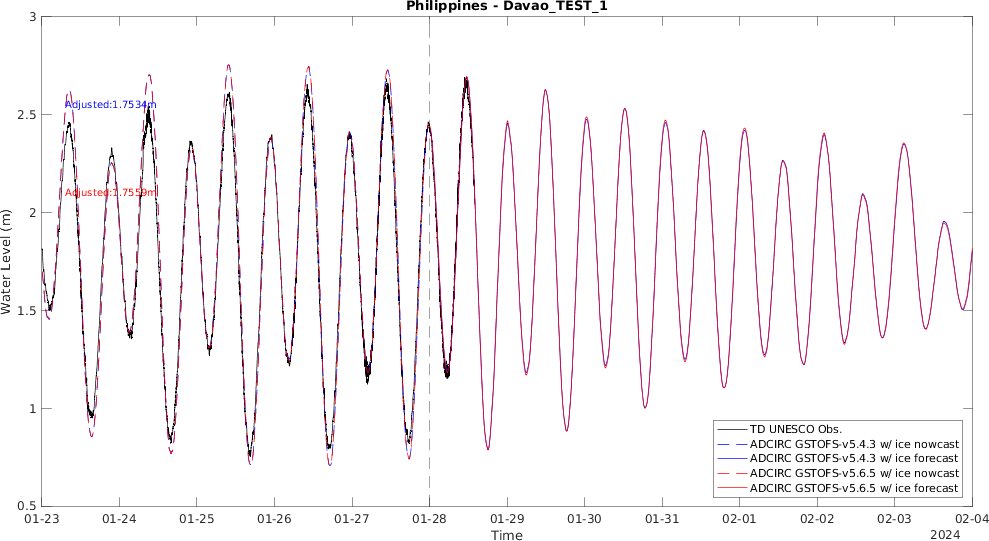 Philippines - Davao_TEST_1
3
2.5
2
1.5
1
0.5
Water Level (m)
Adjusted:1.7534m
Adjusted:1.7559m
TD UNESCO Obs.
ADCIRC GSTOFS-v5.4.3 w/ ice nowcast
ADCIRC GSTOFS-v5.4.3 w/ ice forecast
ADCIRC GSTOFS-v5.6.5 w/ ice nowcast
ADCIRC GSTOFS-v5.6.5 w/ ice forecast
01-23 01-24 01-25 01-26 01-27 01-28 01-29 01-30 01-31 02-01 02-02 02-03 02-04
Time
2024